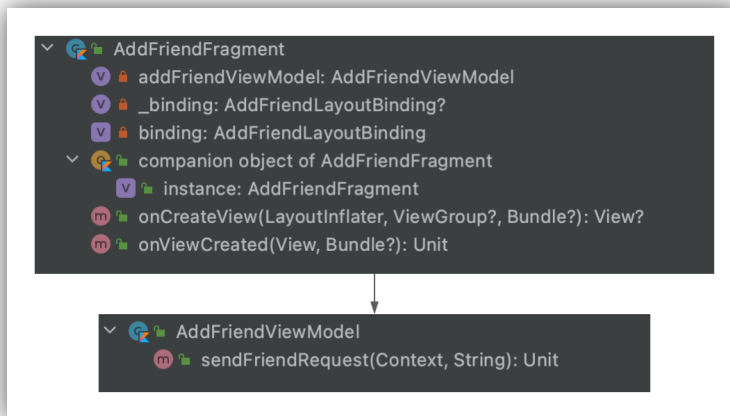 AddFriendFragment
addFriendViewModel: AddFriendViewModel
_binding: AddFriendLayoutBinding?
binding: AddFriendLayoutBinding
companion object of AddFriendFragment
instance: AddFriendFragment
onCreateView(LayoutInflater, ViewGroup?, Bundle?): View?
onViewCreated(View, Bundle?): Unit
AddFriendViewModel
sendFriendRequest(Context, String): Unit